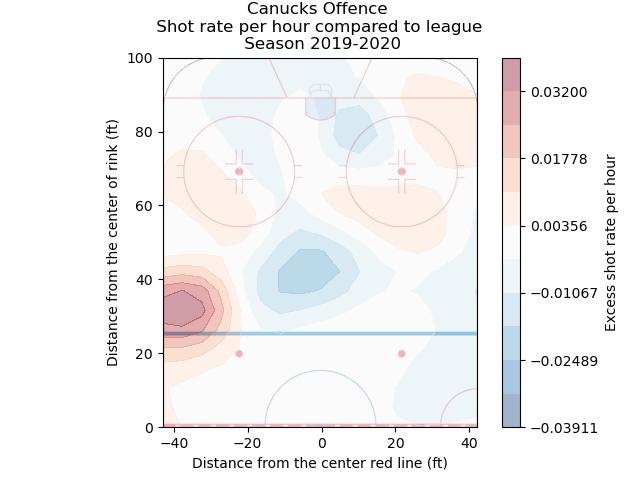 Canucks Offence
Shot rate per hour compared to league
Season 2019-2020
100
80
60
40
20
0
Distance from the center of rink (ft)
−40
−20
0
20
40
Distance from the center red line (ft)
0.03200
0.01778
0.00356
−0.01067
−0.02489
−0.03911
Excess shot rate per hour